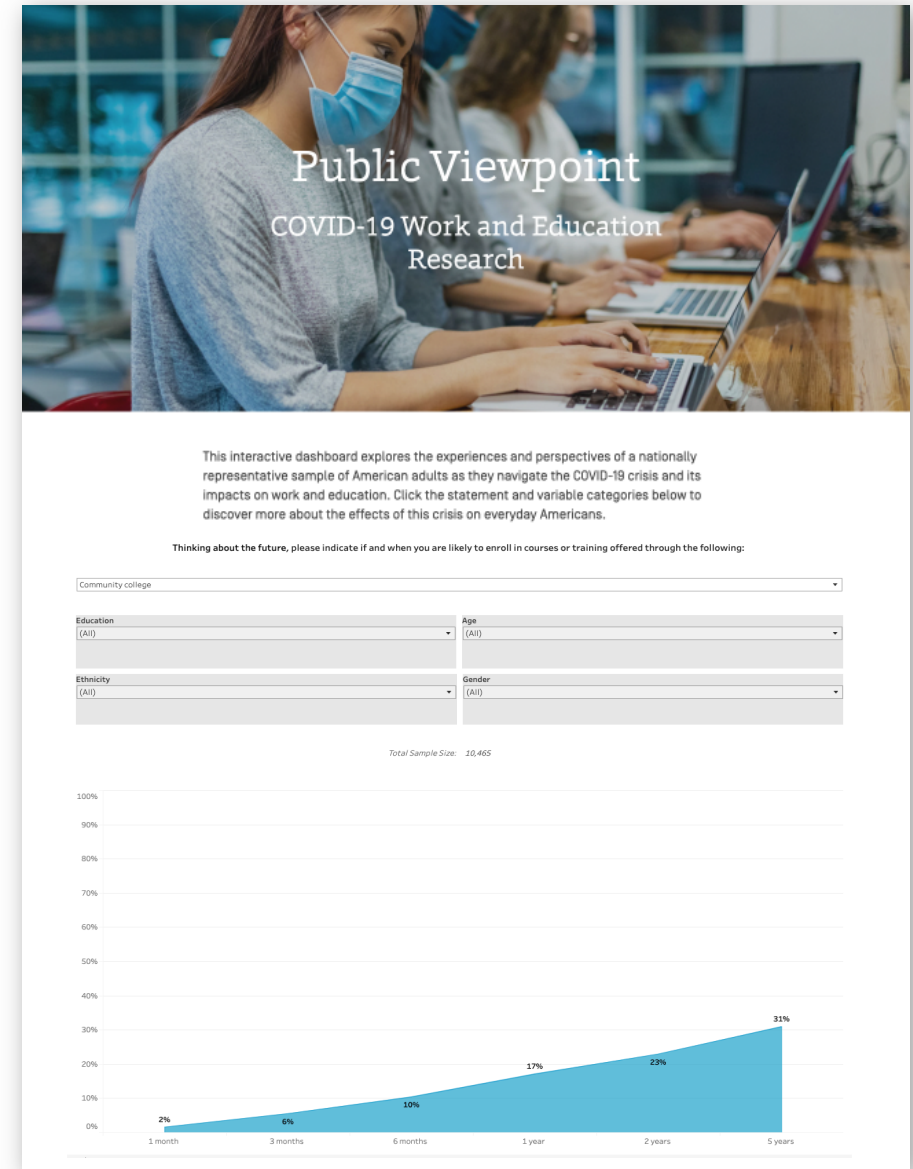 Public Viewpoint
COVID-19 Work and Education
Research
This interactive dashboard explores the experiences and perspectives of a nationally
representative sample of American adults as they navigate the COVID-19 crisis and its
impacts on work and education. Click the statement and variable categories below to
discover more about the effects of this crisis on everyday Americans.
Thinking about the future, please indicate if and when you are likely to enroll in courses or training offered through the following:
Community college
Education
(All)
Age
(All)
Ethnicity
(All)
Gender
(All)
Total Sample Size: 10,465
100%
90%
80%
70%
60%
50%
40%
30%
20%
10%
0%
2%
6%
10%
17%
23%
31%
1 month
3 months
6 months
1 year
2 years
5 years